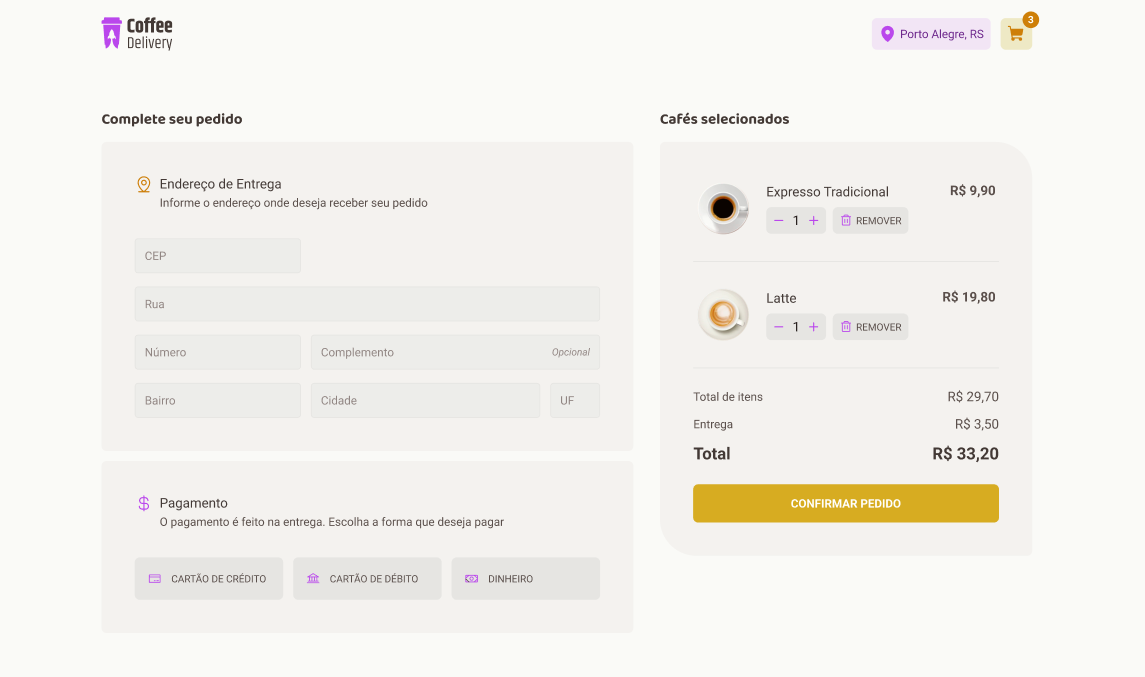 Coffee
Delivery
Porto Alegre, RS
3
Complete seu pedido
Endereço de Entrega
Informe o endereço onde deseja receber seu pedido
CEP
Rua
Número
Complemento
Opcional
Bairro
Cidade
UF
Pagamento
O pagamento é feito na entrega. Escolha a forma que deseja pagar
CARTÃO DE CRÉDITO
CARTÃO DE DÉBITO
DINHEIRO
Cafés selecionados
Expresso Tradicional
R$ 9,90
1
REMOVER
Latte
R$ 19,80
1
REMOVER
Total de itens
R$ 29,70
Entrega
R$ 3,50
Total
R$ 33,20
CONFIRMAR PEDIDO